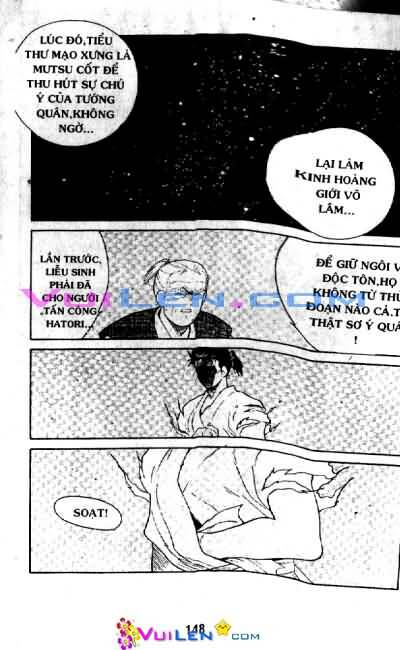 LÚC ĐÓ,TIỂU
THƯ MẠO XƯNG LÀ
MUTSU CỐT ĐỂ
THU HÚT SỰ CHÚ
Ý CỦA TƯỚNG
QUÂN,KHÔNG
NGỜ...
LẠI LÀM
KINH HOÀNG
GIỚI VÕ
LÂM...
LẦN TRƯỚC,
LIỄU SINH
PHÁI ĐÃ
CHO NGƯỜI
,TẤN CÔNG
HATORI...
ĐỂ GIỮ NGÔI V
ĐỘC TÔN,HỌ
KHÔNG TỪ THỦ
ĐOẠN NÀO CẢ,T
THẬT SƠ Ý QUÁ
!
VUILEN.COM
SOẠT!
148
VUILEN.COM